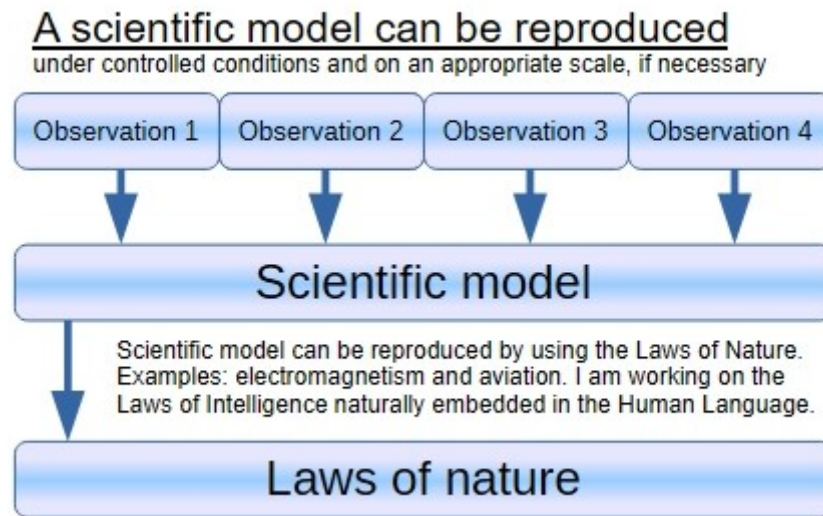 A scientific model can be reproduced
under controlled conditions and on an appropriate scale, if necessary
Observation 1 Observation 2 Observation 3 Observation 4
Scientific model
Scientific model can be reproduced by using the Laws of Nature.
Examples: electromagnetism and aviation. I am working on the
Laws of Intelligence naturally embedded in the Human Language.
Laws of nature